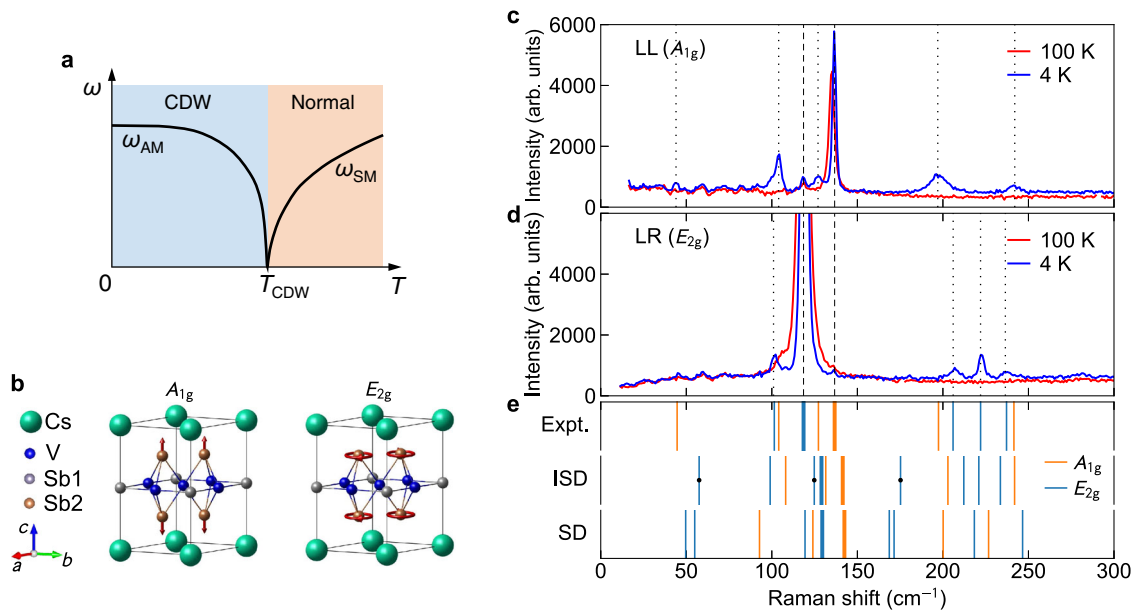 a
ω
CDW
Normal
ω_AM
ω_SM
0
T_CDW
T
b
A_1g
E_2g
Cs
V
Sb1
Sb2
c
a
b
c
LL (A_1g)
100 K
4 K
Intensity (arb. units)
6000
4000
2000
0
d
LR (E_2g)
100 K
4 K
Intensity (arb. units)
4000
2000
0
e
Expt.
ISD
SD
A_1g
E_2g
0
50
100
150
200
250
300
Raman shift (cm⁻¹)